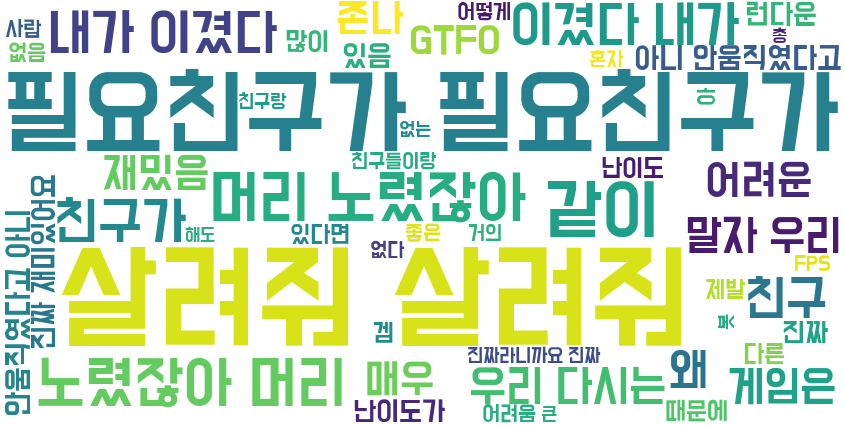 사람
없음
내가 이겼다
많이
존나
있음
어떻게
GTFO
이겼다 내가
런다운
총
혼자
아니 안움직였다고
필요친구가 필요친구가
친구랑
없는
ㅎ
재밌음
친구들이랑
난이도
어려운
머리 노렸잖아
같이
친구가
해도
있다면
없다
좋은
거의
말자 우리
FPS
안움직였다고 아니
진짜 재미있어요
살려줘 살려줘
겜
제발
친구
풋
진짜
노렸잖아 머리
매우
진짜라니까요 진짜
우리 다시는
왜
다른
게임은
난이도가
어려움 큰
때문에